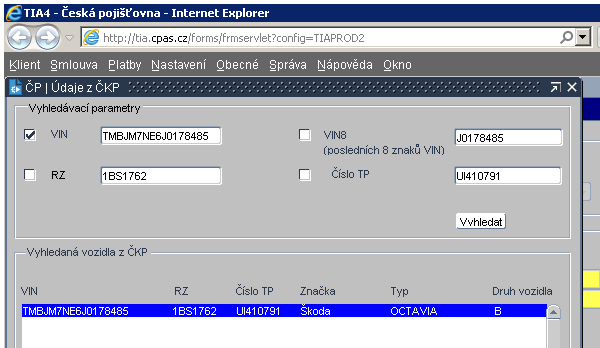 TIA4 - Česká pojišťovna - Internet Explorer
http://tia.cpas.cz/forms/frmservlet?config=TIAPROD2
Klient Smlouva Platby Nastavení Obecné Správa Nápověda Okno
ČP | Údaje z ČKP
Vyhledávací parametry
VIN TMBJM7NE6J0178485 VIN8 J0178485
(posledních 8 znaků VIN)
RZ 1BS1762 Číslo TP UI410791
Vyhledat
Vyhledaná vozidla z ČKP
VIN RZ Číslo TP Značka Typ Druh vozidla
TMBJM7NE6J0178485 1BS1762 UI410791 Škoda OCTAVIA B